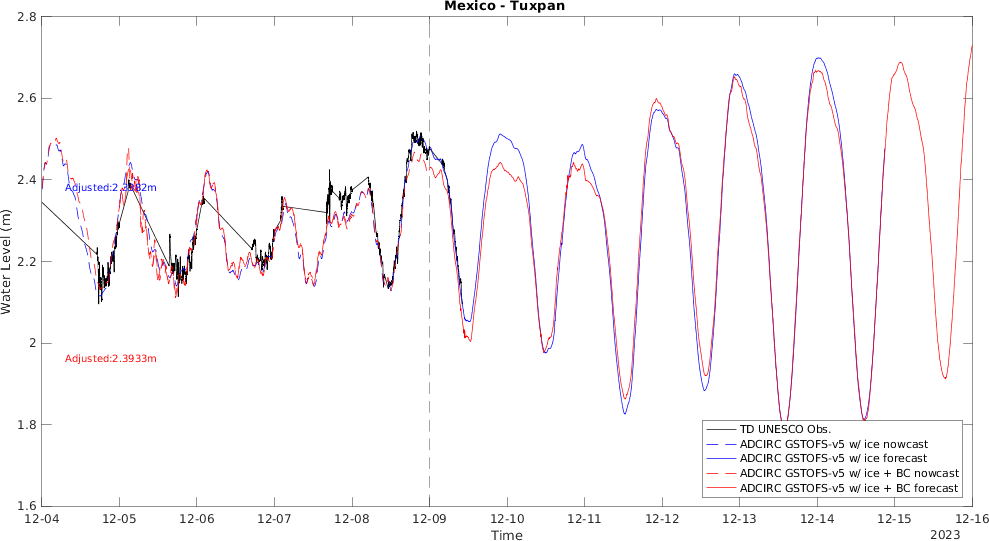 Mexico - Tuxpan
2.8
2.6
2.4
2.2
2
1.8
1.6
Water Level (m)
Adjusted:2.3982m
Adjusted:2.3933m
TD UNESCO Obs.
ADCIRC GSTOFS-v5 w/ ice nowcast
ADCIRC GSTOFS-v5 w/ ice forecast
ADCIRC GSTOFS-v5 w/ ice + BC nowcast
ADCIRC GSTOFS-v5 w/ ice + BC forecast
12-04 12-05 12-06 12-07 12-08 12-09 12-10 12-11 12-12 12-13 12-14 12-15 12-16
Time
2023